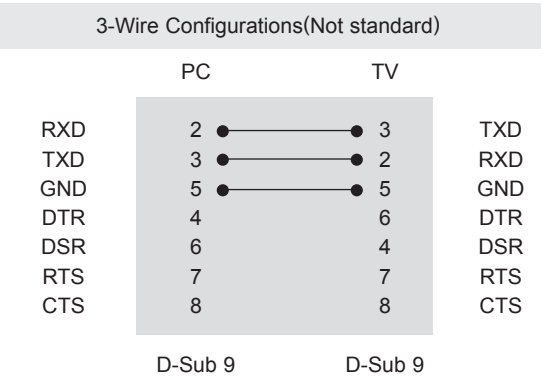 3-Wire Configurations(Not standard)
PC TV
RXD 2 3 TXD
TXD 3 2 RXD
GND 5 5 GND
DTR 4 6 DTR
DSR 6 4 DSR
RTS 7 7 RTS
CTS 8 8 CTS
D-Sub 9 D-Sub 9